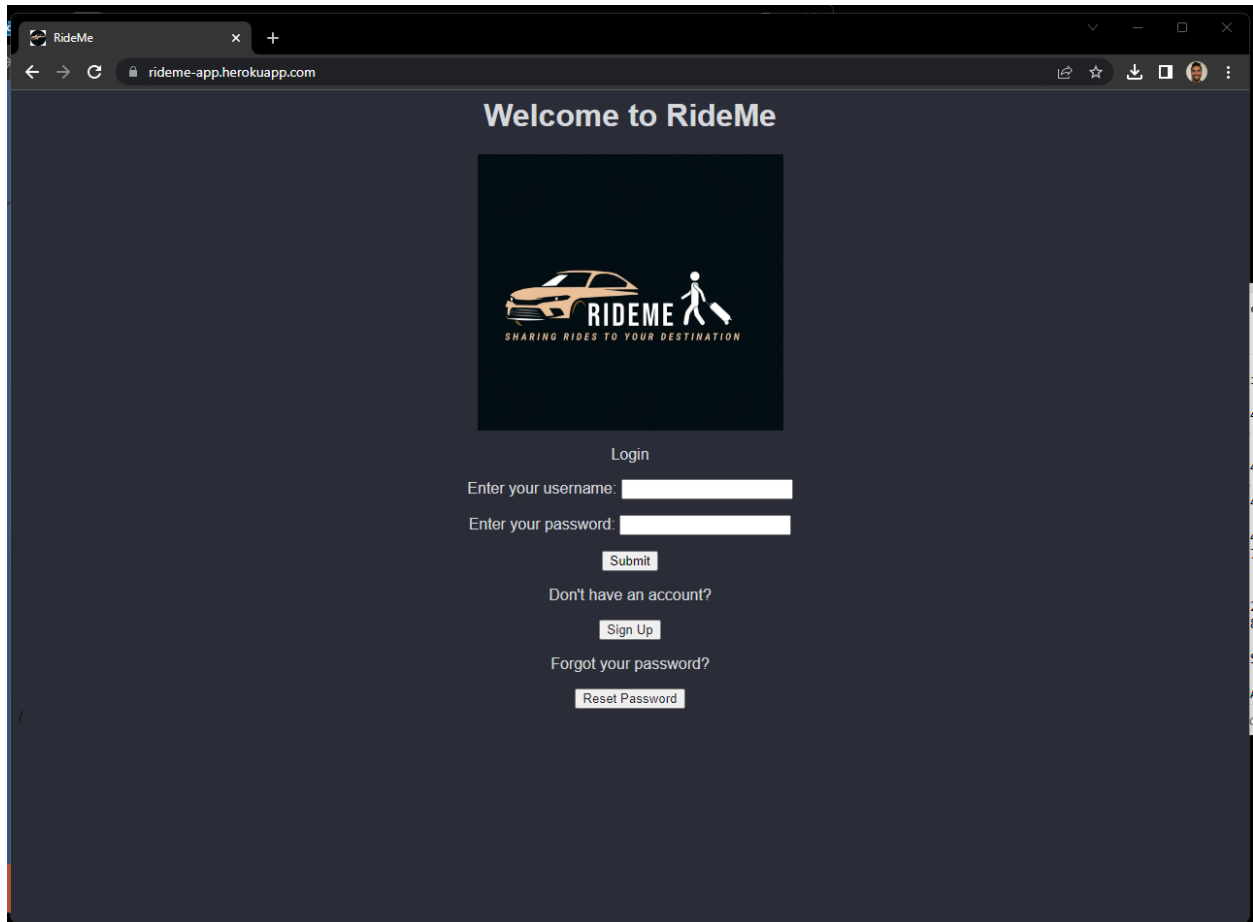 RideMe
rideme-app.herokuapp.com
Welcome to RideMe
RIDEME
SHARING RIDES TO YOUR DESTINATION
Login
Enter your username:
Enter your password:
Submit
Don't have an account?
Sign Up
Forgot your password?
Reset Password
/